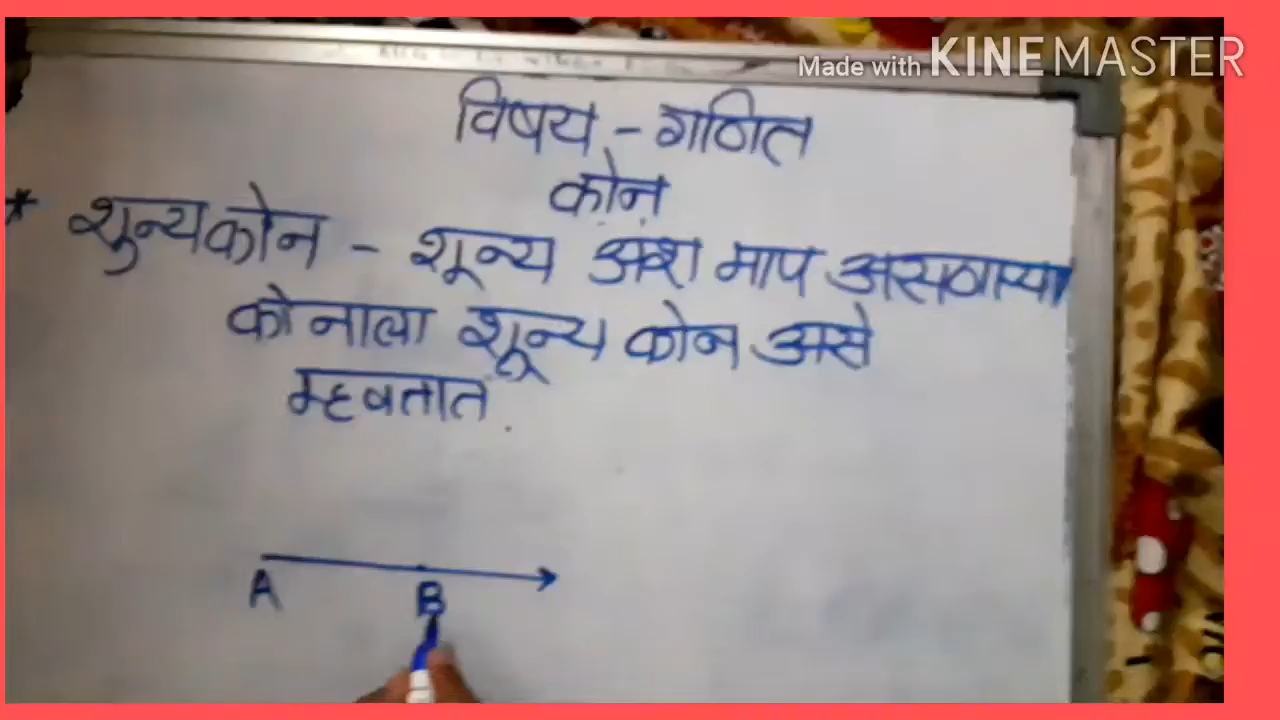 Made with KINEMASTER
विषय - गणित
कोन
* शुन्यकोन - शून्य अंश माप असणाऱ्या
कोनाला शून्य कोन असे
म्हणतात.
A B